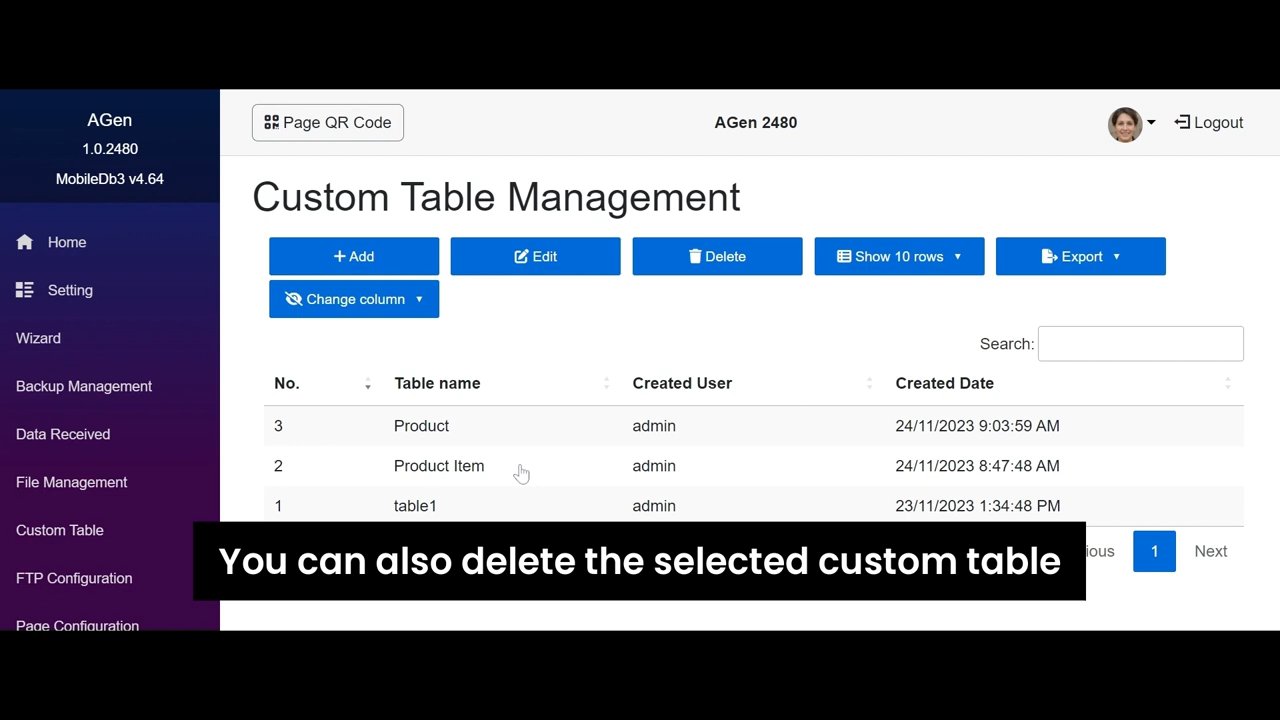 AGen
1.0.2480
MobileDb3 v4.64
Home
Setting
Wizard
Backup Management
Data Received
File Management
Custom Table
FTP Configuration
Page Configuration
Page QR Code
AGen 2480
Logout
Custom Table Management
Add
Edit
Delete
Show 10 rows
Export
Change column
Search:
No. Table name Created User Created Date
3 Product admin 24/11/2023 9:03:59 AM
2 Product Item admin 24/11/2023 8:47:48 AM
1 table1 admin 23/11/2023 1:34:48 PM
1 Next
You can also delete the selected custom table